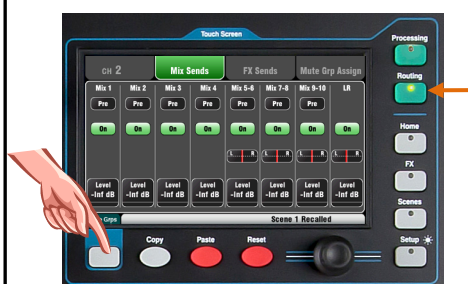 Touch Screen
Processing
CH 2 Mix Sends FX Sends Mute Grp Assign
Routing
Mix 1 Mix 2 Mix 3 Mix 4 Mix 5-6 Mix 7-8 Mix 9-10 LR
Pre Pre Pre Pre Pre Pre Pre
On On On On On On On On
Home
L R L R L R L R
FX
Level Level Level Level Level Level Level Level
-Inf dB -Inf dB -Inf dB -Inf dB -Inf dB -Inf dB -Inf dB -Inf dB
Scenes
Grps Scene 1 Recalled
Copy Paste Reset
Setup